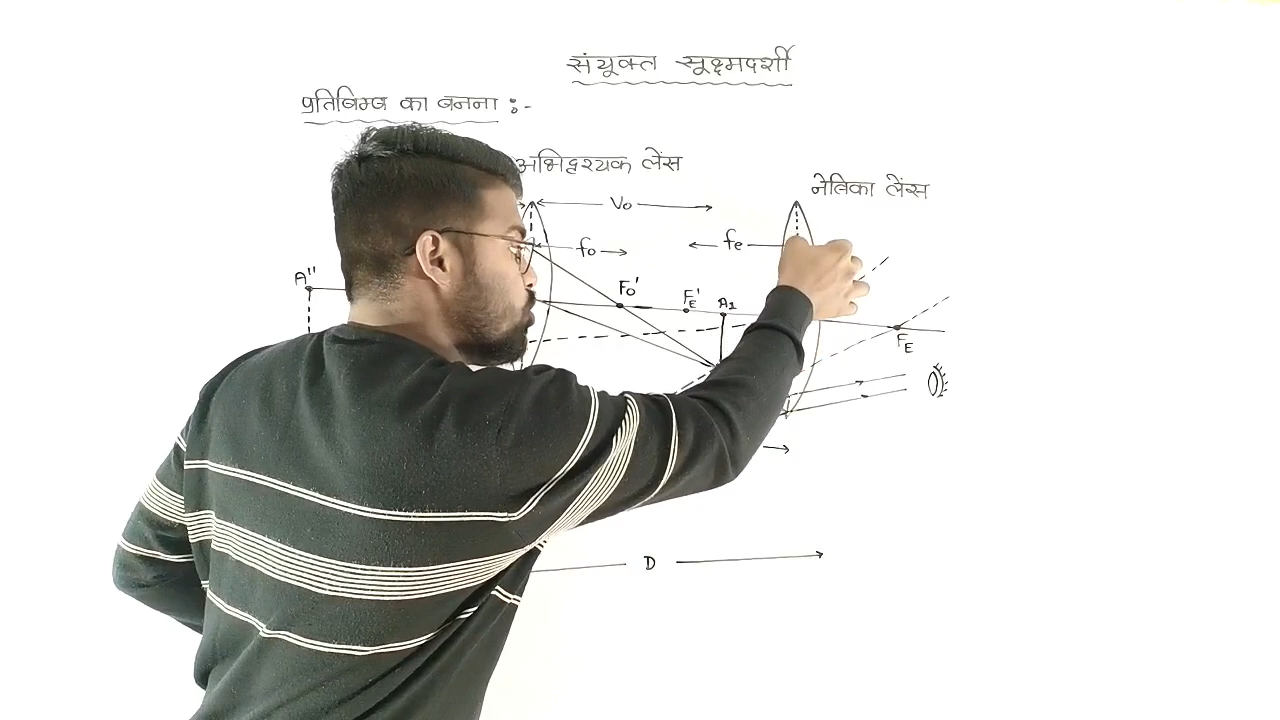 संयूक्त सूक्ष्मदर्शी
प्रतिबिम्ब का बनना :-
अभिदृश्यक लेंस
नेत्रिका लेंस
Vo
fo
fe
A"
Fo'
FE'
A1
FE
D